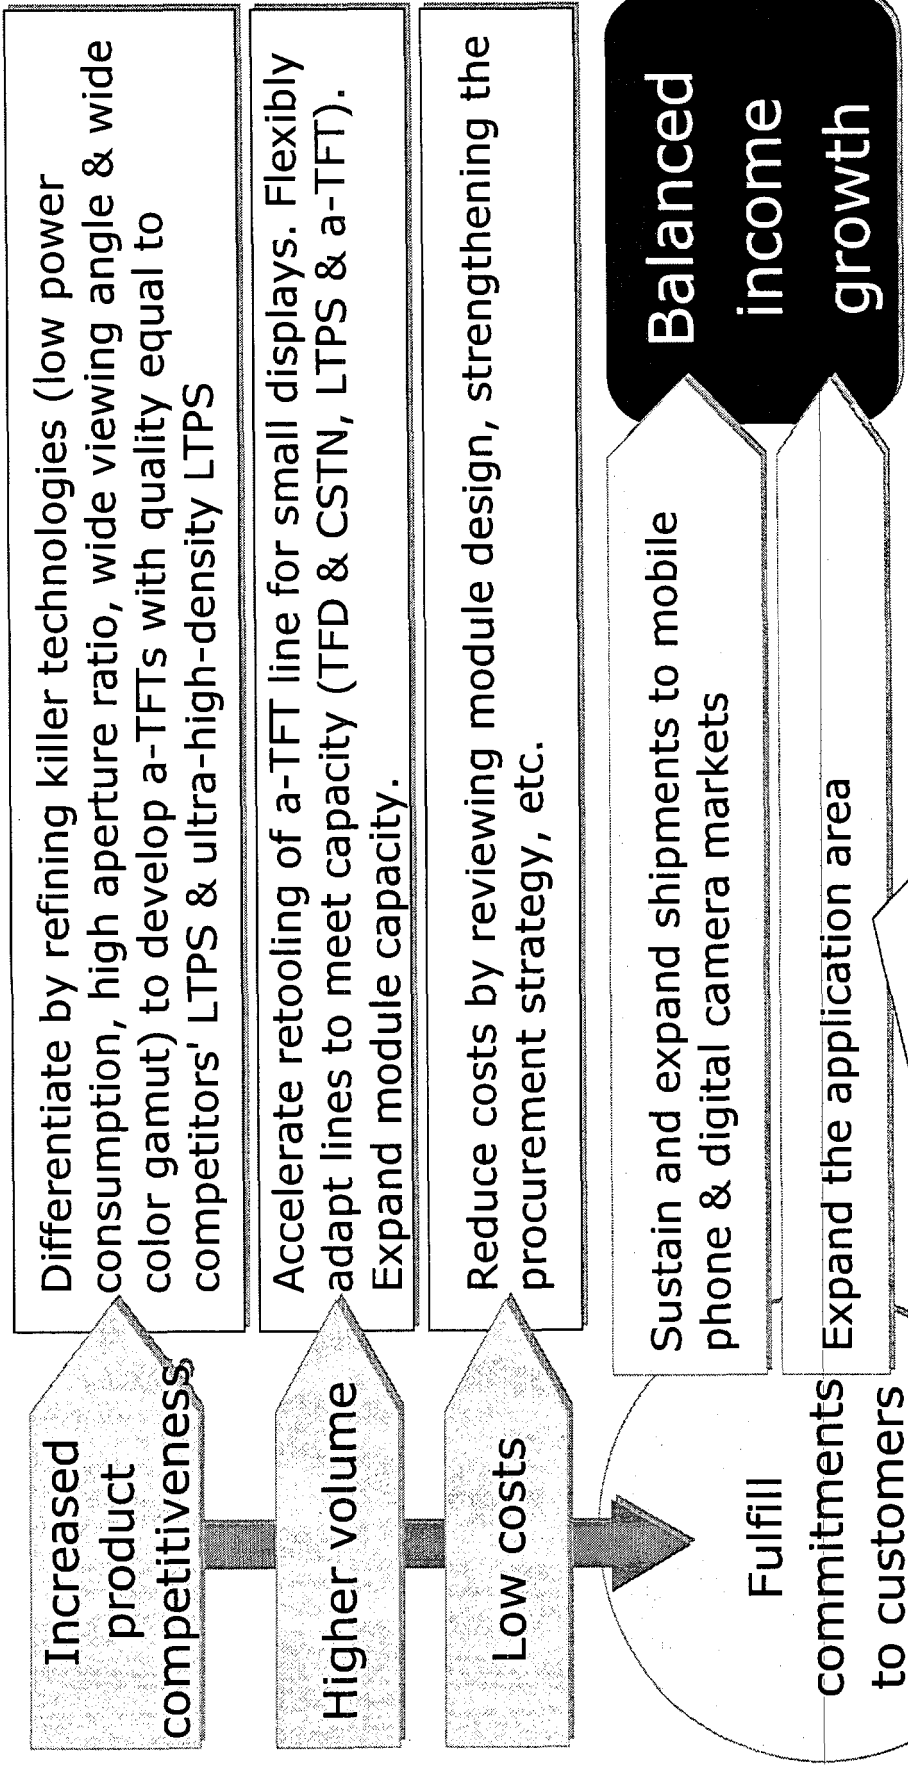 Increased
product
competitiveness
Differentiate by refining killer technologies (low power
consumption, high aperture ratio, wide viewing angle & wide
color gamut) to develop a-TFTs with quality equal to
competitors' LTPS & ultra-high-density LTPS
Higher volume
Accelerate retooling of a-TFT line for small displays. Flexibly
adapt lines to meet capacity (TFD & CSTN, LTPS & a-TFT).
Expand module capacity.
Low costs
Reduce costs by reviewing module design, strengthening the
procurement strategy, etc.
Fulfill
commitments
to customers
Sustain and expand shipments to mobile
phone & digital camera markets
Expand the application area
Balanced
income
growth